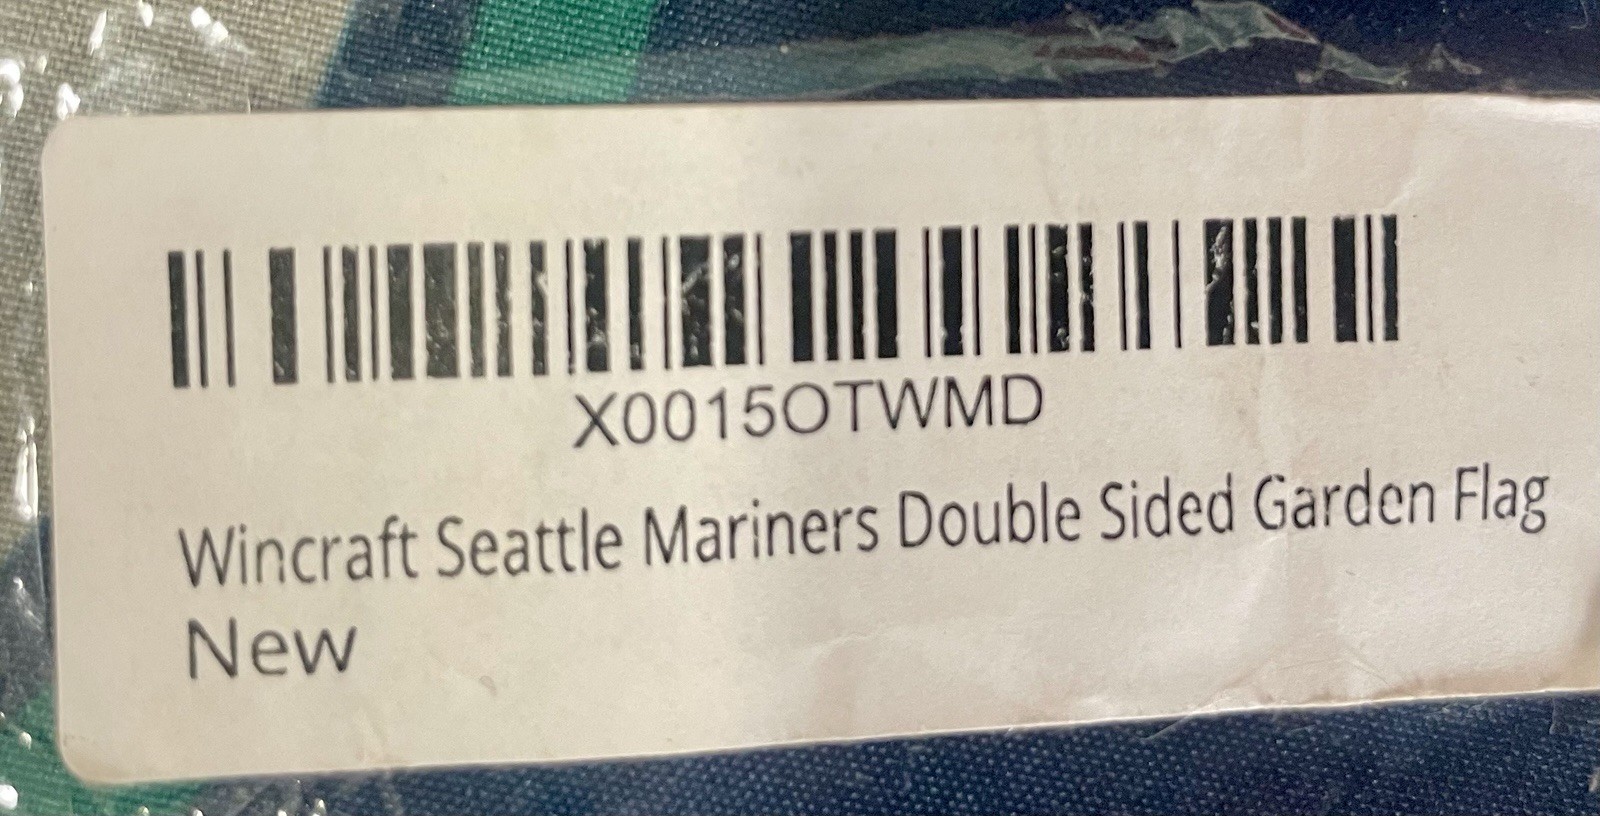 X0015OTWMD
Wincraft Seattle Mariners Double Sided Garden Flag
New